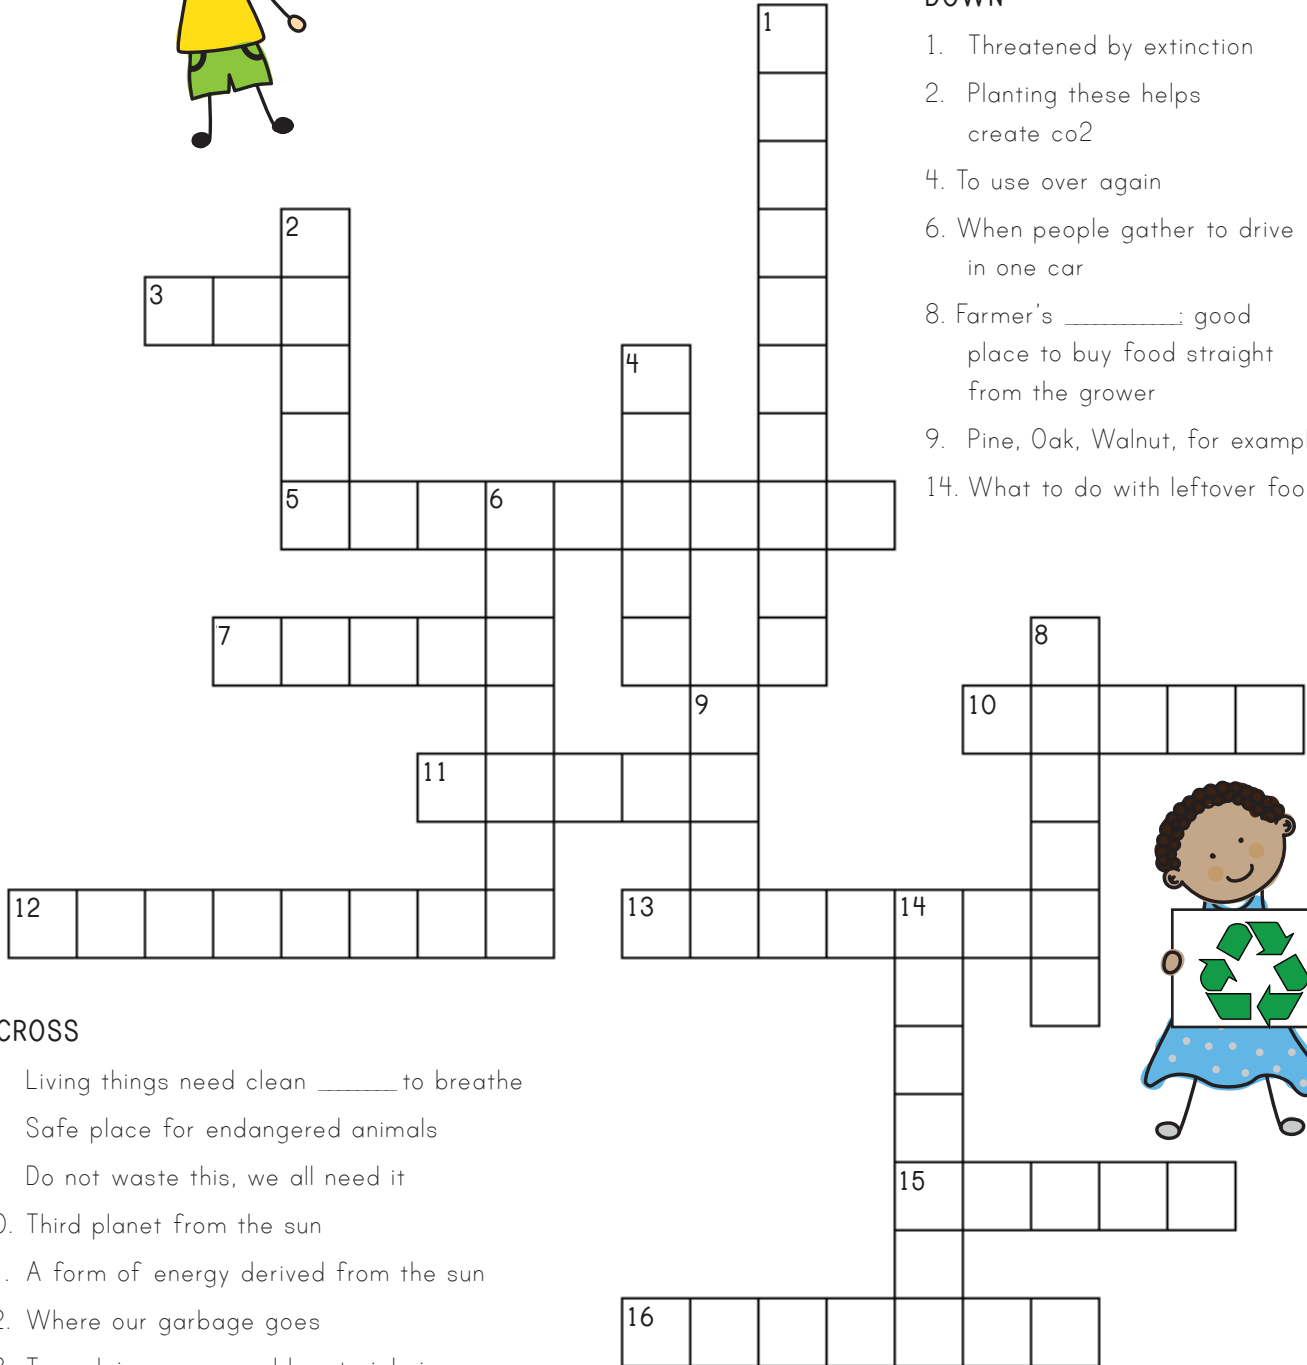 1
2
3
4
5
6
7
8
9
10
11
12
13
14
15
16
DOWN
1. Threatened by extinction
2. Planting these helps
create co2
4. To use over again
6. When people gather to drive
in one car
8. Farmer's __________: good
place to buy food straight
from the grower
9. Pine, Oak, Walnut, for exampl
14. What to do with leftover foo
CROSS
Living things need clean _______ to breathe
Safe place for endangered animals
Do not waste this, we all need it
0. Third planet from the sun
. A form of energy derived from the sun
2. Where our garbage goes